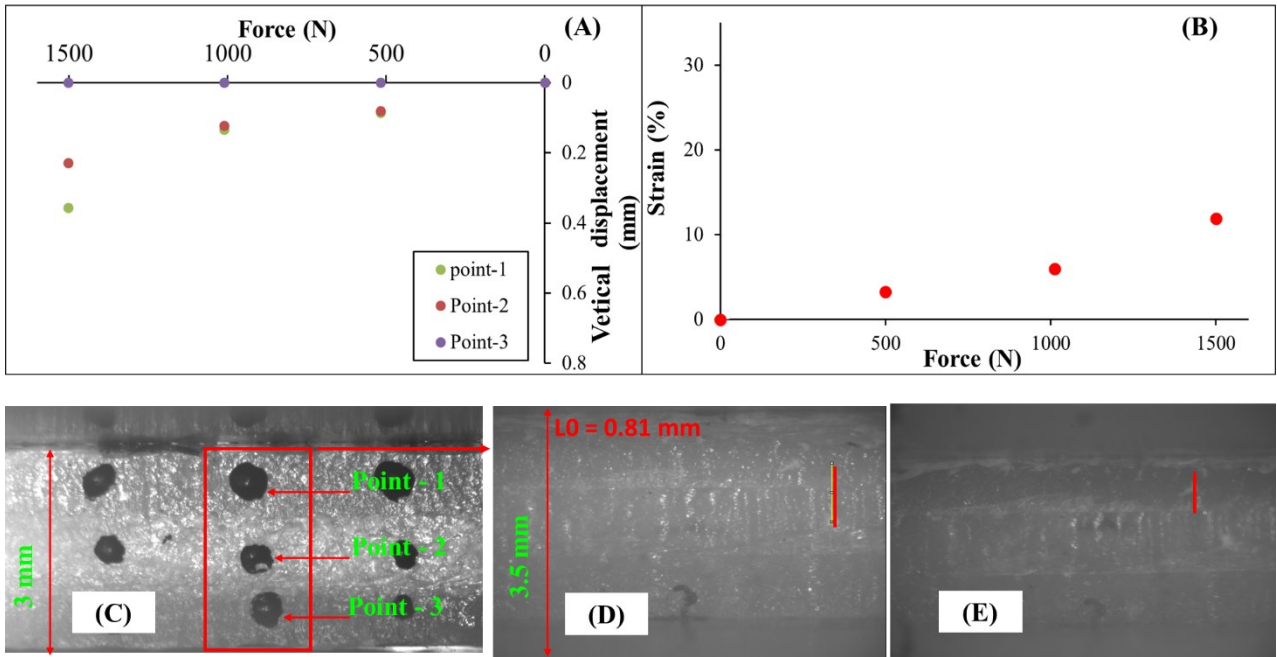 Force (N)
(A)
1500
1000
500
0
0
0.2
0.4
0.6
0.8
Vetical displacement
(mm)
point-1
Point-2
Point-3
(B)
Strain (%)
30
20
10
0
0
500
1000
1500
Force (N)
Point - 1
Point - 2
Point - 3
3 mm
(C)
L0 = 0.81 mm
3.5 mm
(D)
(E)